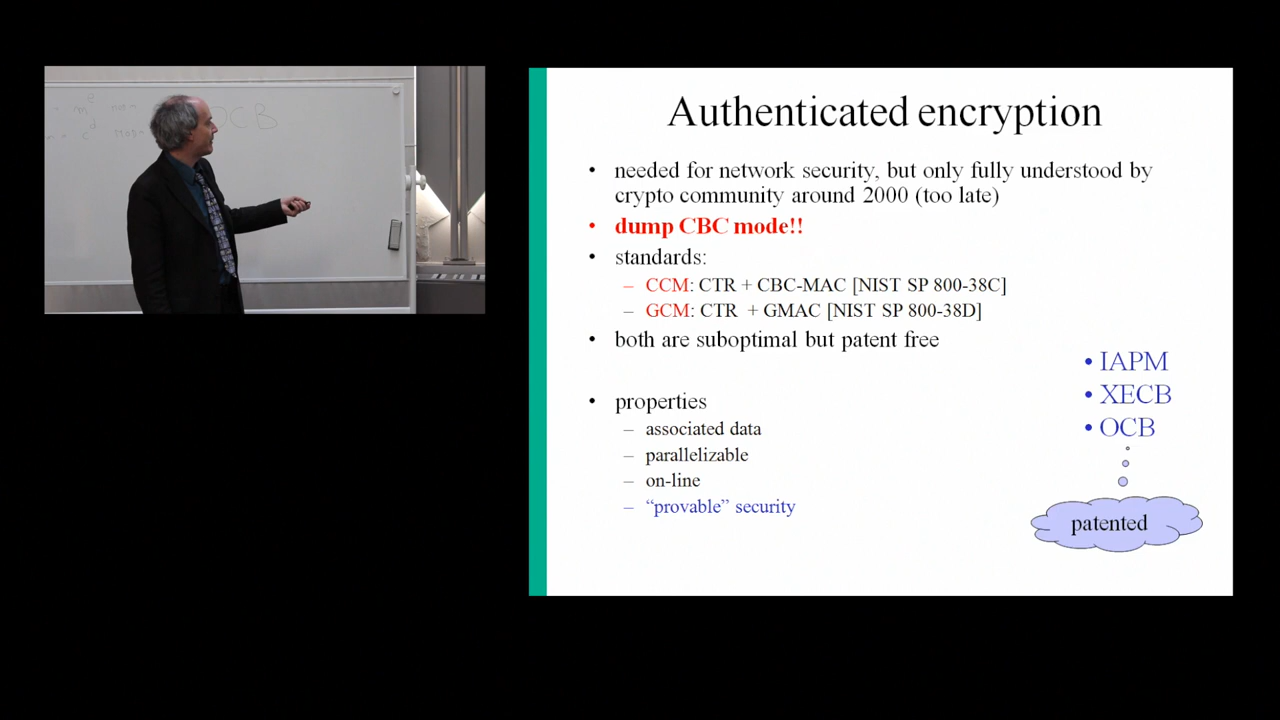 OCB
Authenticated encryption
• needed for network security, but only fully understood by
crypto community around 2000 (too late)
• dump CBC mode!!
• standards:
– CCM: CTR + CBC-MAC [NIST SP 800-38C]
– GCM: CTR + GMAC [NIST SP 800-38D]
• both are suboptimal but patent free
• IAPM
• XECB
• OCB
patented
• properties
– associated data
– parallelizable
– on-line
– “provable” security